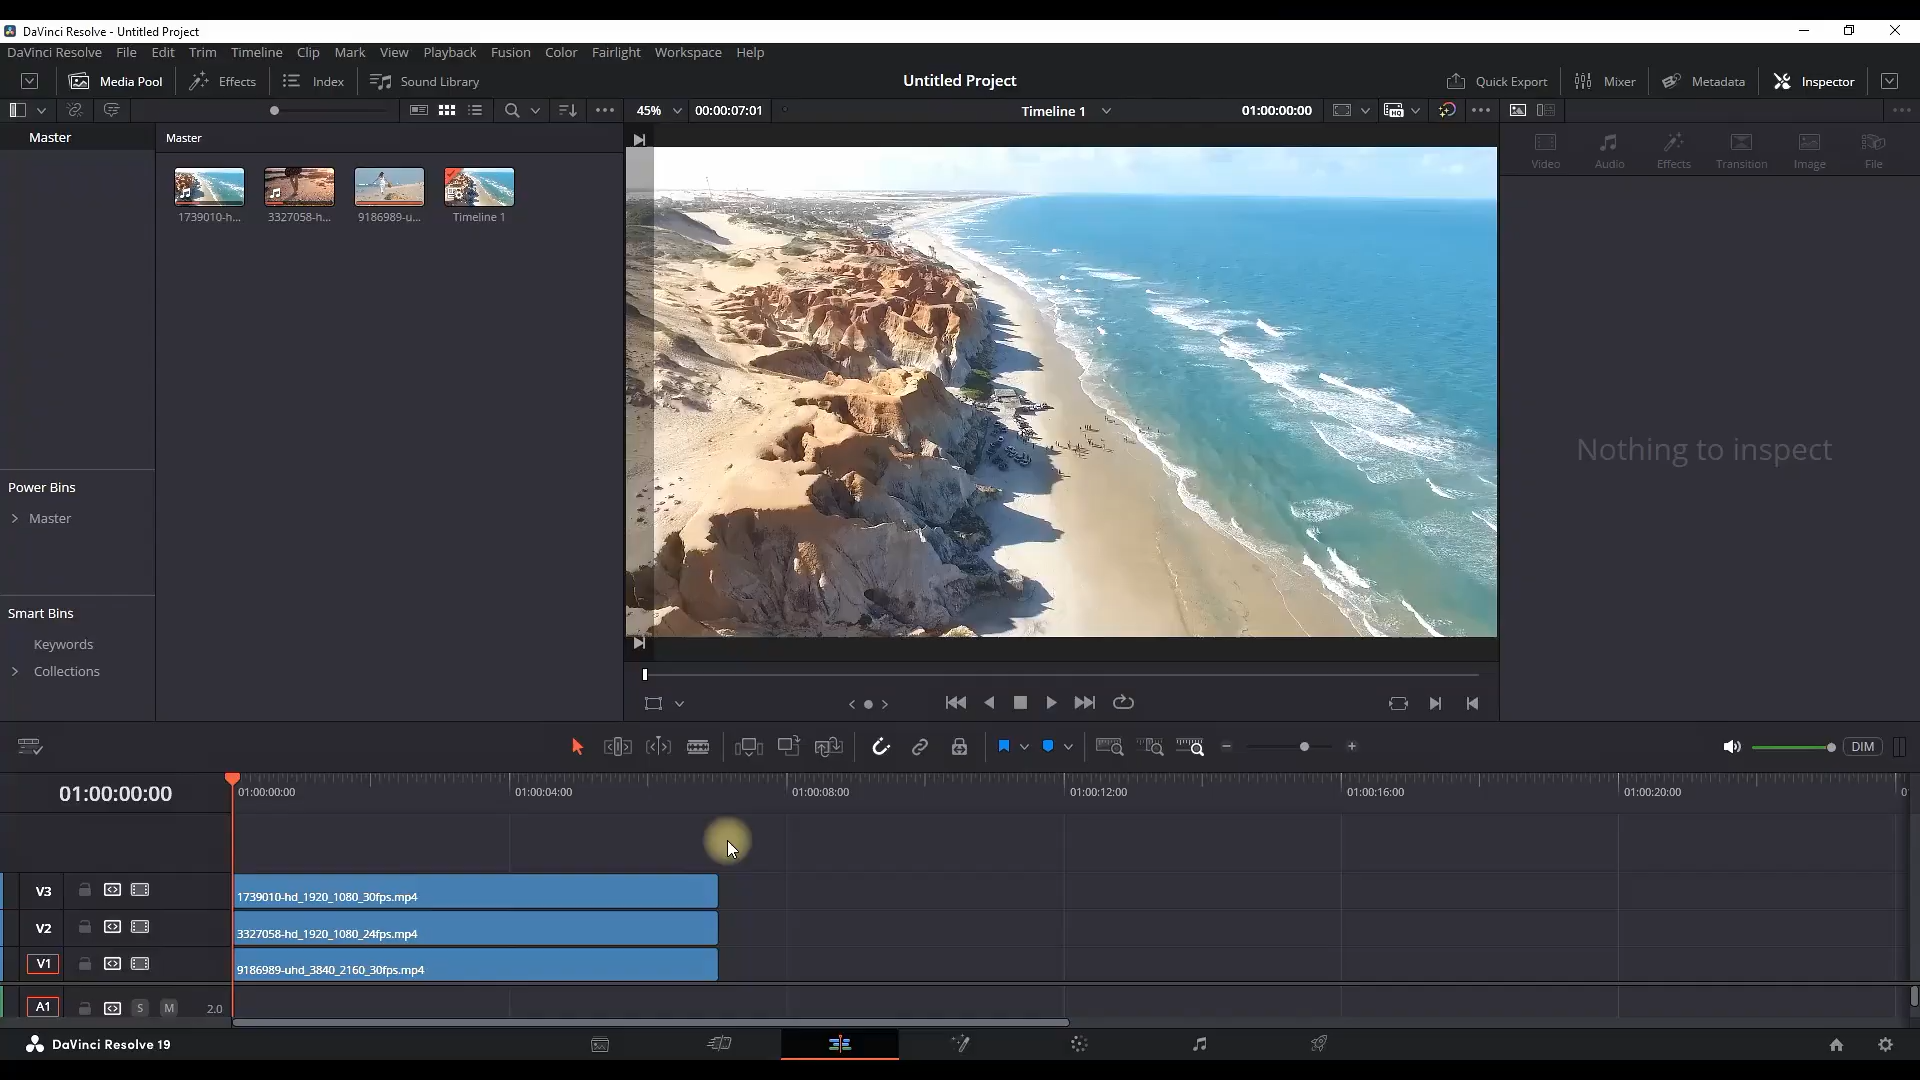 DaVinci Resolve - Untitled Project
DaVinci Resolve File Edit Trim Timeline Clip Mark View Playback Fusion Color Fairlight Workspace Help
Media Pool Effects Index Sound Library Untitled Project Quick Export Mixer Metadata Inspector
45% 00:00:07:01 Timeline 1 01:00:00:00
Master Master
Video Audio Effects Transition Image File
1739010-h... 3327058-h... 9186989-u... Timeline 1
Nothing to inspect
Power Bins
Master
Smart Bins
Keywords
Collections
DIM
01:00:00:00 01:00:00:00 01:00:04:00 01:00:08:00 01:00:12:00 01:00:16:00 01:00:20:00
V3 1739010-hd_1920_1080_30fps.mp4
V2 3327058-hd_1920_1080_24fps.mp4
V1 9186989-uhd_3840_2160_30fps.mp4
A1 S M 2.0
DaVinci Resolve 19